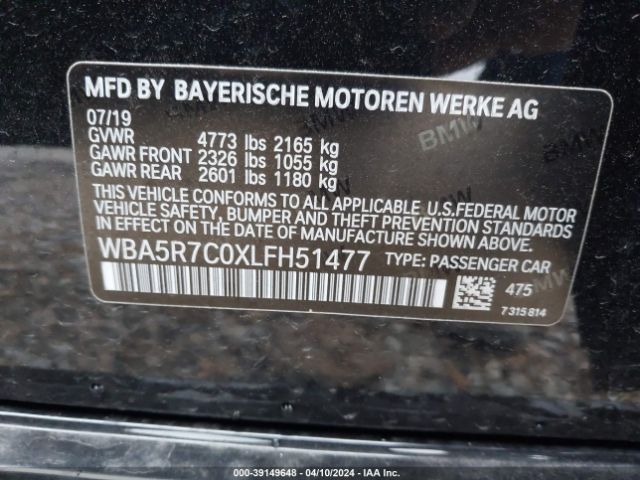 MFD BY BAYERISCHE MOTOREN WERKE AG
07/19
GVWR 4773 lbs 2165 kg
GAWR FRONT 2326 lbs 1055 kg
GAWR REAR 2601 lbs 1180 kg
THIS VEHICLE CONFORMS TO ALL APPLICABLE U.S.FEDERAL MOTOR
VEHICLE SAFETY, BUMPER AND THEFT PREVENTION STANDARDS
IN EFFECT ON THE DATE OF MANUFACTURE SHOWN ABOVE.
WBA5R7C0XLFH51477 TYPE: PASSENGER CAR
475
7315814
BMW
000-39149648 - 04/10/2024 - IAA Inc.